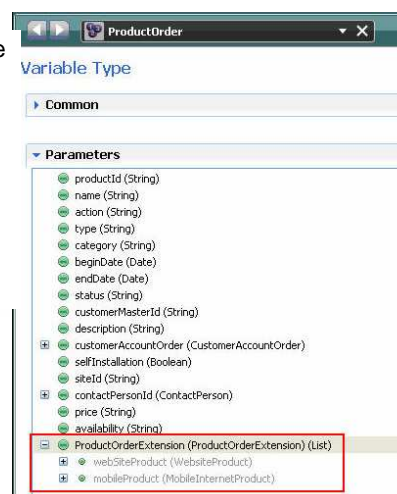 e
ProductOrder
Variable Type
Common
Parameters
productId (String)
name (String)
action (String)
type (String)
category (String)
beginDate (Date)
endDate (Date)
status (String)
customerMasterId (String)
description (String)
customerAccountOrder (CustomerAccountOrder)
selfInstallation (Boolean)
siteId (String)
contactPersonId (ContactPerson)
price (String)
availability (String)
ProductOrderExtension (ProductOrderExtension) (List)
webSiteProduct (WebsiteProduct)
mobileProduct (MobileInternetProduct)